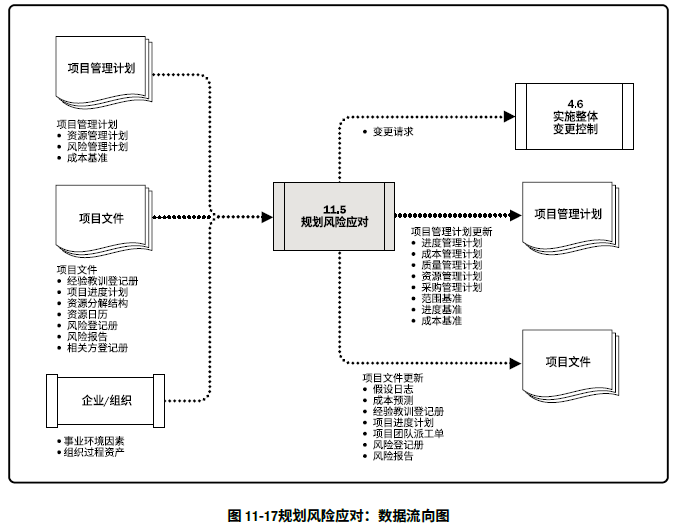 项目管理计划
项目管理计划
• 资源管理计划
• 风险管理计划
• 成本基准
项目文件
项目文件
• 经验教训登记册
• 项目进度计划
• 资源分解结构
• 资源日历
• 风险登记册
• 风险报告
• 相关方登记册
企业/组织
• 事业环境因素
• 组织过程资产
11.5
规划风险应对
• 变更请求
4.6
实施整体
变更控制
项目管理计划
项目管理计划更新
• 进度管理计划
• 成本管理计划
• 质量管理计划
• 资源管理计划
• 采购管理计划
• 范围基准
• 进度基准
• 成本基准
项目文件
项目文件更新
• 假设日志
• 成本预测
• 经验教训登记册
• 项目进度计划
• 项目团队派工单
• 风险登记册
• 风险报告
图 11-17规划风险应对：数据流向图